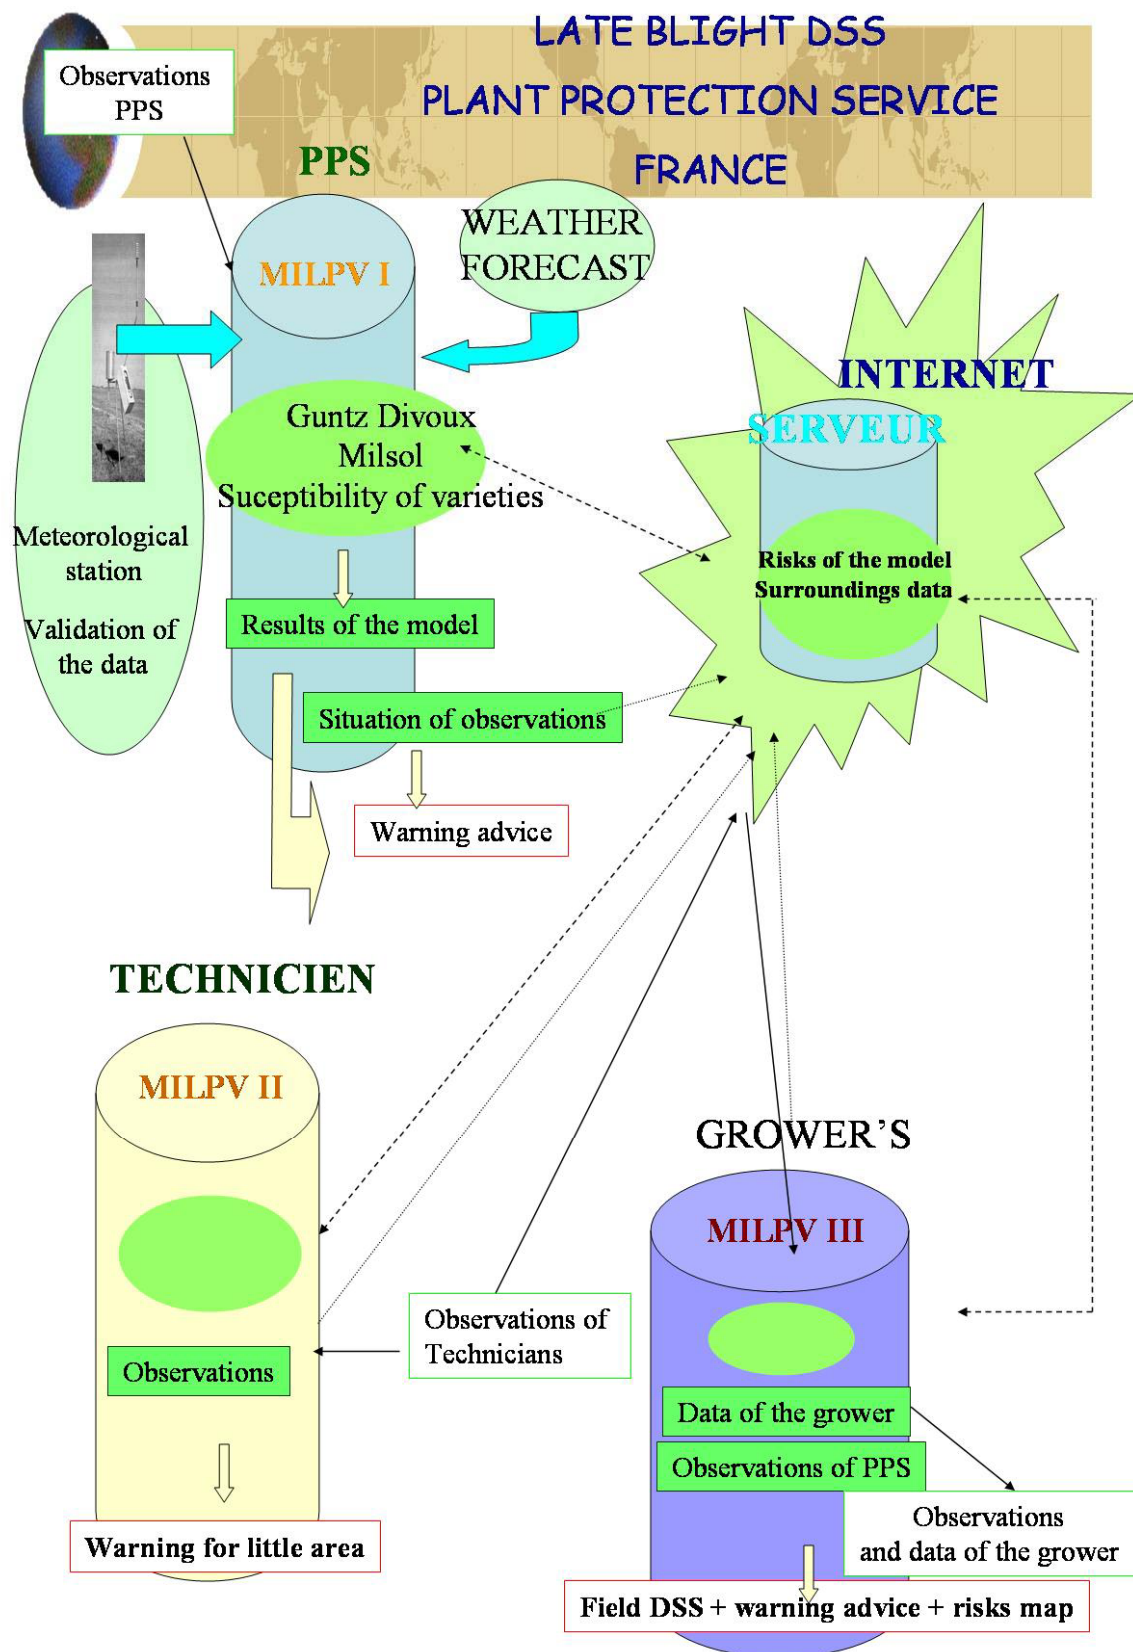 LATE BLIGHT DSS
PLANT PROTECTION SERVICE
FRANCE
Observations
PPS
PPS
WEATHER
FORECAST
MILPV I
INTERNET
SERVEUR
Guntz Divoux
Milsol
Suceptibility of varieties
Meteorological
station
Validation of
the data
Risks of the model
Surroundings data
Results of the model
Situation of observations
Warning advice
TECHNICIEN
MILPV II
GROWER’S
MILPV III
Observations of
Technicians
Observations
Data of the grower
Observations of PPS
Observations
and data of the grower
Warning for little area
Field DSS + warning advice + risks map